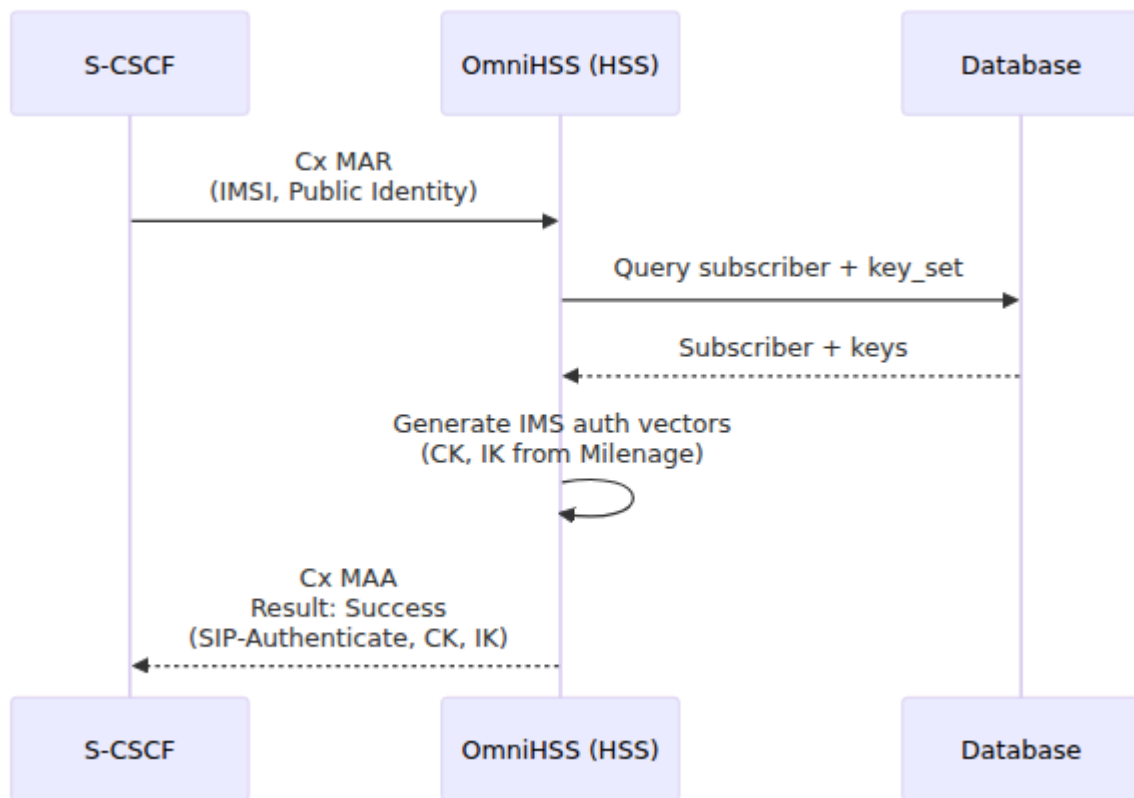 S-CSCF
OmniHSS (HSS)
Database
Cx MAR
(IMSI, Public Identity)
Query subscriber + key_set
Subscriber + keys
Generate IMS auth vectors
(CK, IK from Milenage)
Cx MAA
Result: Success
(SIP-Authenticate, CK, IK)
S-CSCF
OmniHSS (HSS)
Database